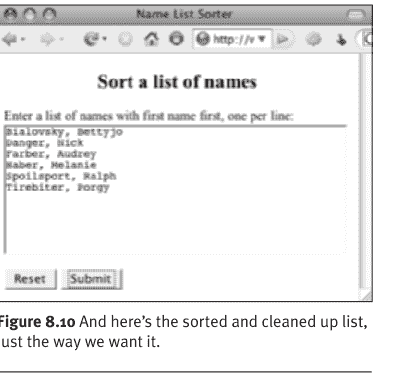 Name List Sorter
http://v
Sort a list of names
Enter a list of names with first name first, one per line:
Bialovsky, Bettyjo
Danger, Nick
Farber, Audrey
Haber, Melanie
Spoilsport, Ralph
Tirebiter, Porgy
Reset Submit
Figure 8.10 And here's the sorted and cleaned up list,
just the way we want it.